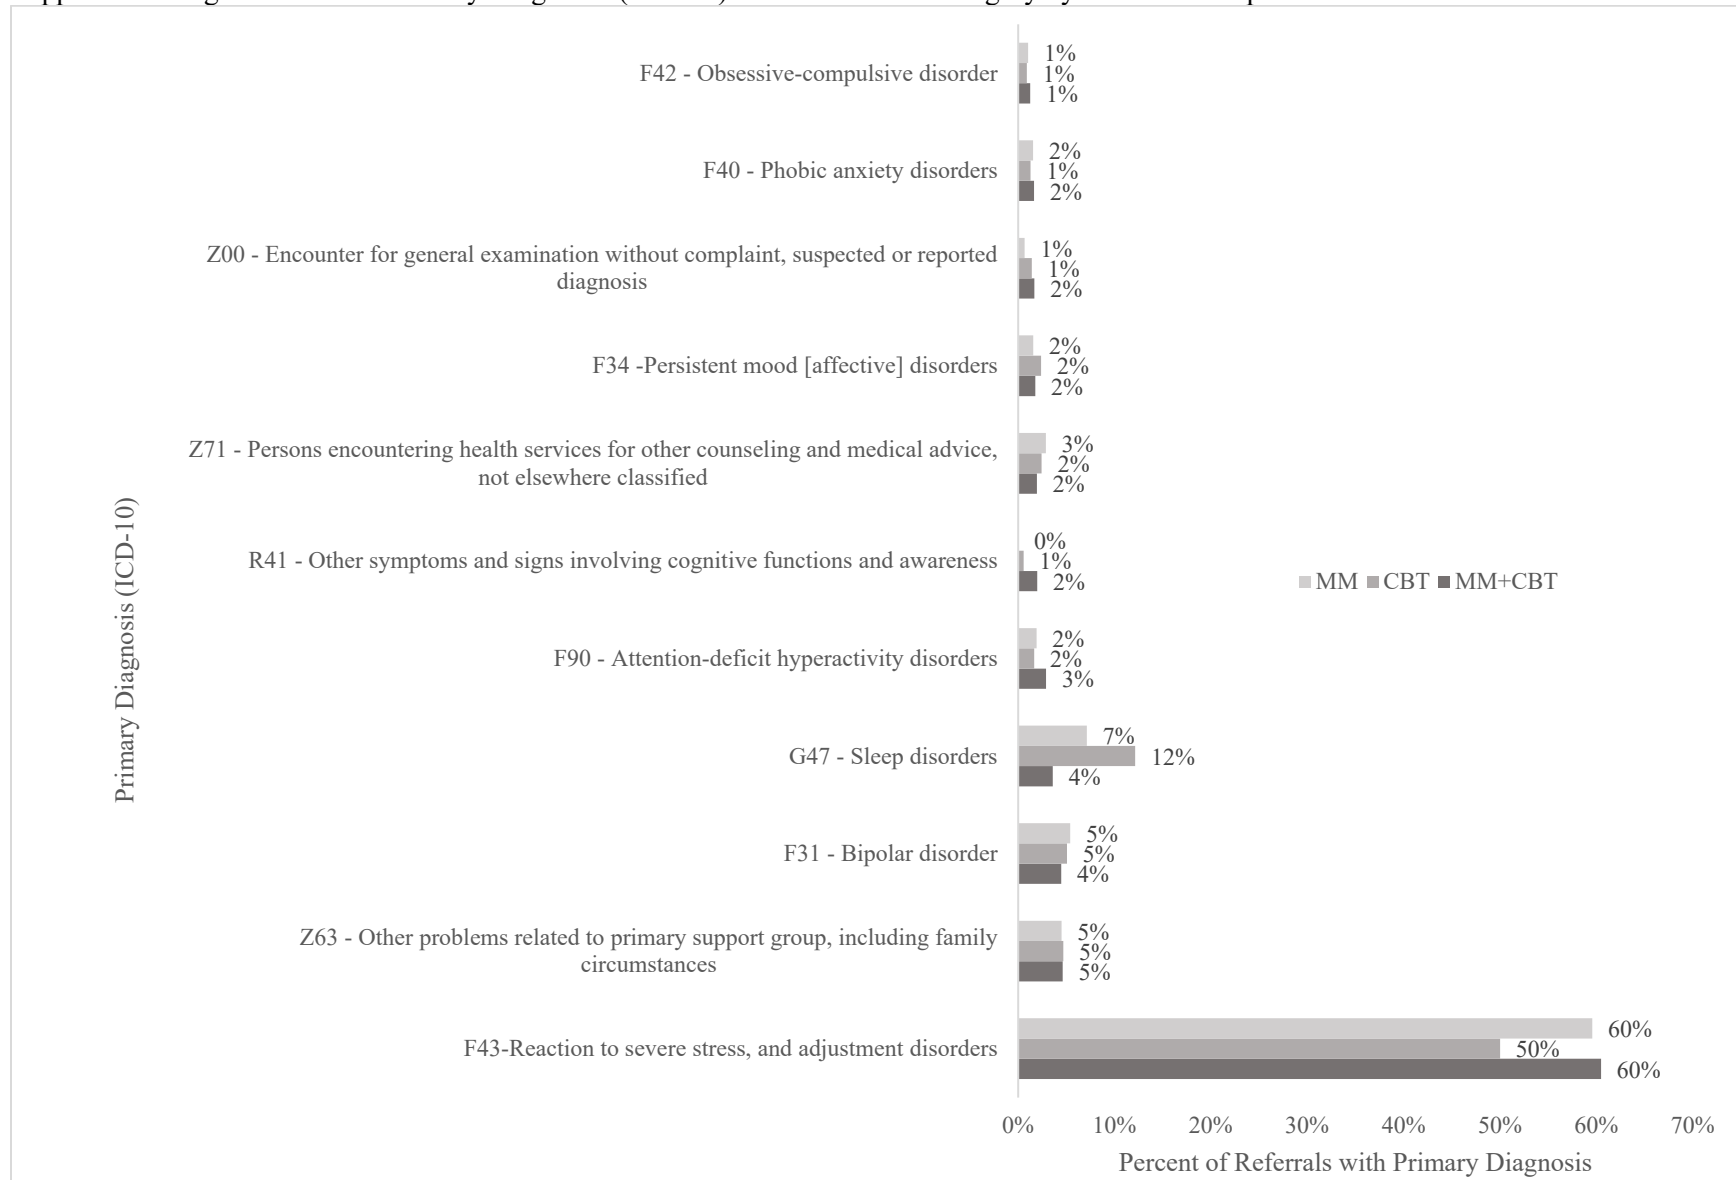 F42 - Obsessive-compulsive disorder
1%
1%
1%
F40 - Phobic anxiety disorders
2%
1%
2%
Z00 - Encounter for general examination without complaint, suspected or reported
diagnosis
1%
1%
2%
F34 -Persistent mood [affective] disorders
2%
2%
2%
Z71 - Persons encountering health services for other counseling and medical advice,
not elsewhere classified
3%
2%
2%
R41 - Other symptoms and signs involving cognitive functions and awareness
0%
1%
2%
MM CBT MM+CBT
F90 - Attention-deficit hyperactivity disorders
2%
2%
3%
G47 - Sleep disorders
7%
12%
4%
F31 - Bipolar disorder
5%
5%
4%
Z63 - Other problems related to primary support group, including family
circumstances
5%
5%
5%
F43-Reaction to severe stress, and adjustment disorders
60%
50%
60%
Primary Diagnosis (ICD-10)
0% 10% 20% 30% 40% 50% 60% 70%
Percent of Referrals with Primary Diagnosis